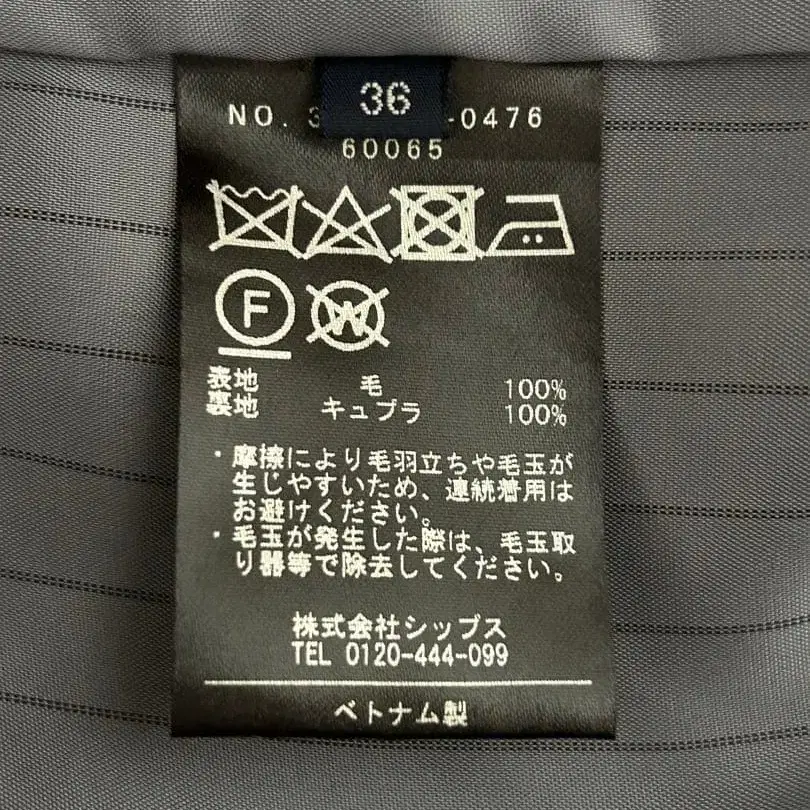 36
NO. 3 -0476
60065
F
W
表地 毛 100%
裏地 キュプラ 100%
・摩擦により毛羽立ちや毛玉が
生じやすいため、連続着用は
お避けください。
・毛玉が発生した際は、毛玉取
り器等で除去してください。
株式会社シップス
TEL 0120-444-099
ベトナム製